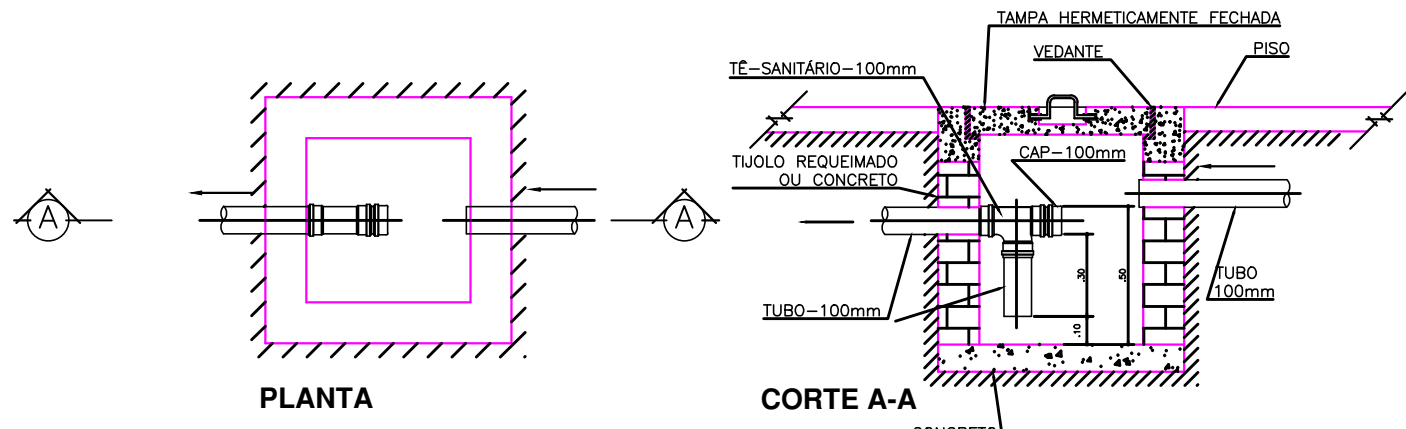 TAMPA HERMETICAMENTE FECHADA
VEDANTE
PISO
TÊ-SANITÁRIO-100mm
TIJOLO REQUEIMADO
OU CONCRETO
CAP-100mm
A
A
.30
.50
.10
TUBO
100mm
TUBO-100mm
PLANTA
CORTE A-A
CONCRETO